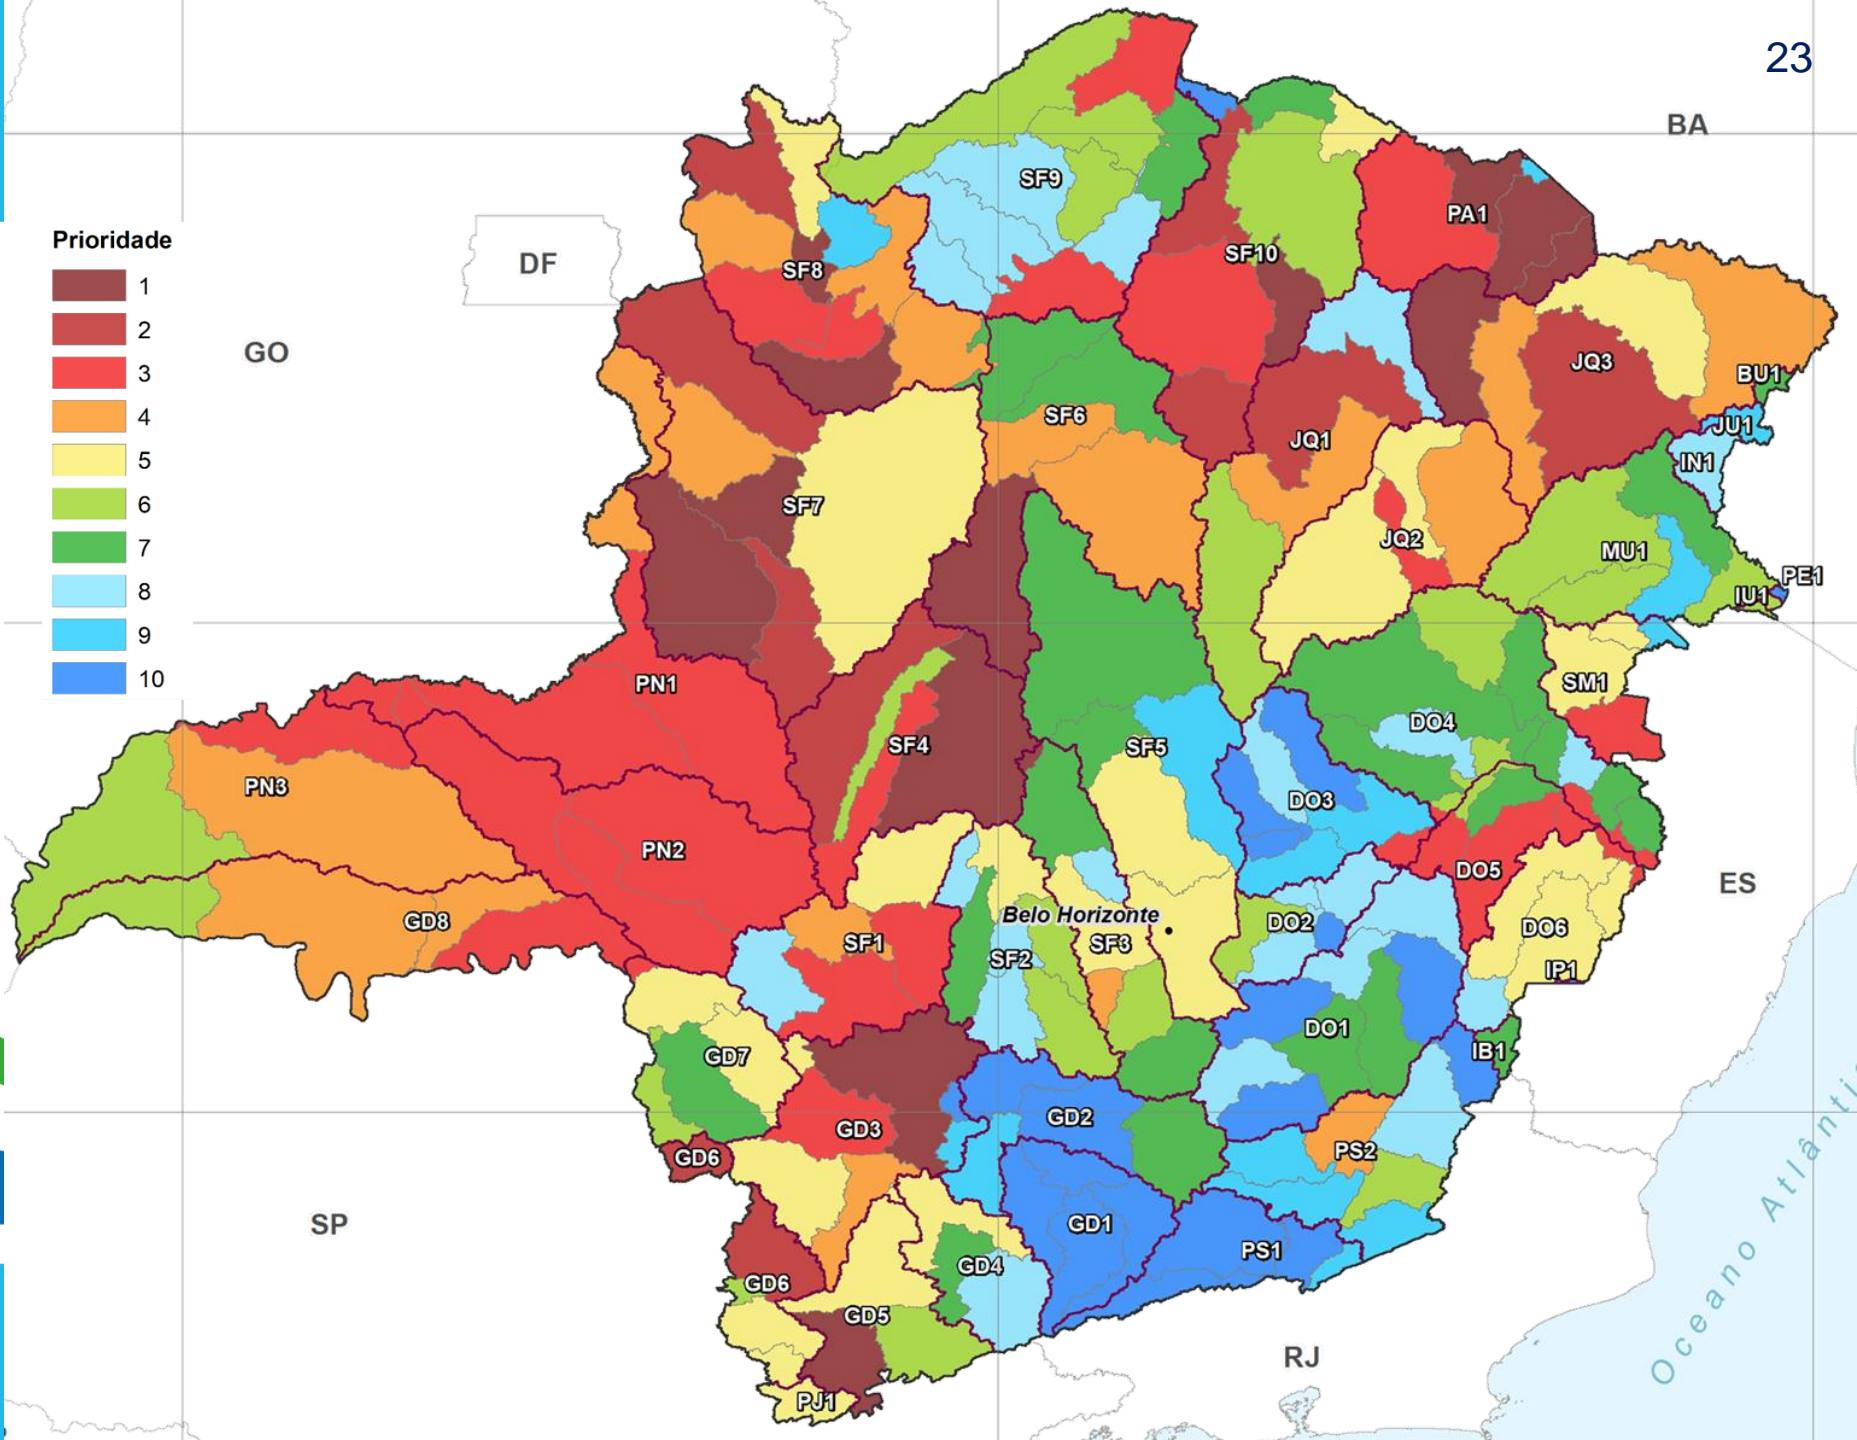 23
BA
SF9
PA1
SF10
DF
SF8
Prioridade
1
2
3
4
5
6
7
8
9
10
GO
JQ3
BU1
SF6
JU1
JQ1
IN1
SF7
JQ2
MU1
PE1
IU1
PN1
SM1
DO4
SF4
SF5
PN3
DO3
PN2
DO5
ES
Belo Horizonte
GD8
DO2
SF1
SF3
DO6
SF2
IP1
DO1
GD7
IB1
GD2
GD3
PS2
GD6
SP
GD1
PS1
GD4
GD6
GD5
RJ
PJ1
Oceano Atlânti